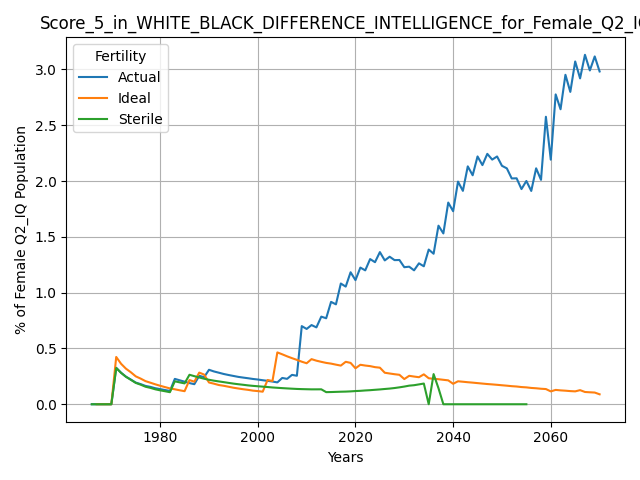 Score_5_in_WHITE_BLACK_DIFFERENCE_INTELLIGENCE_for_Female_Q2_IQ
Fertility
Actual
Ideal
Sterile
3.0
2.5
2.0
1.5
1.0
0.5
0.0
% of Female Q2_IQ Population
1980 2000 2020 2040 2060
Years